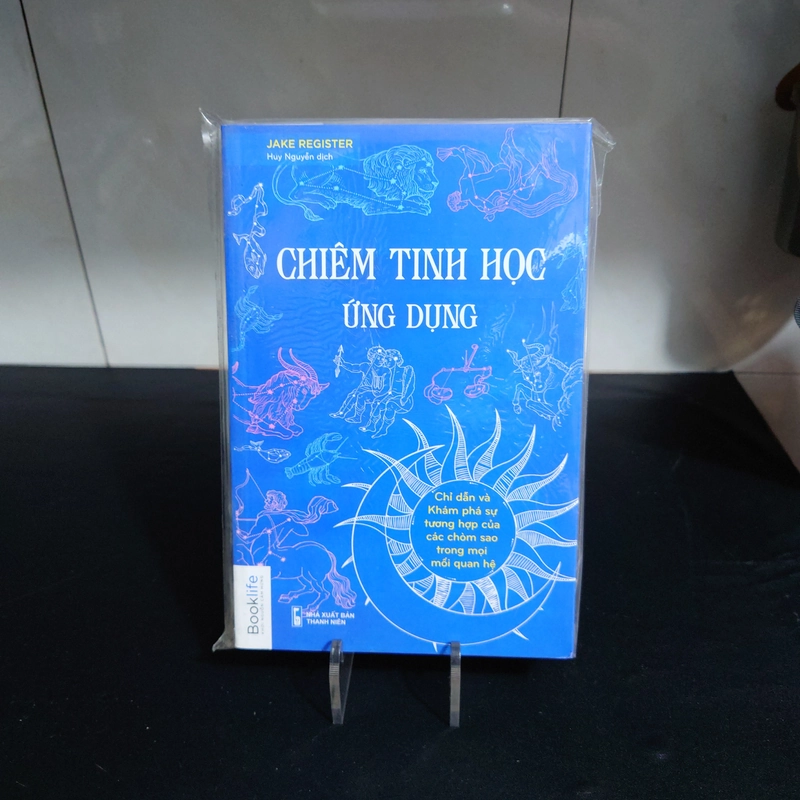 JAKE REGISTER
Huy Nguyễn dịch
CHIÊM TINH HỌC
ỨNG DỤNG
Chỉ dẫn và
Khám phá sự
tương hợp của
các chòm sao
trong mọi
mối quan hệ
Booklife
NHÀ XUẤT BẢN
THANH NIÊN